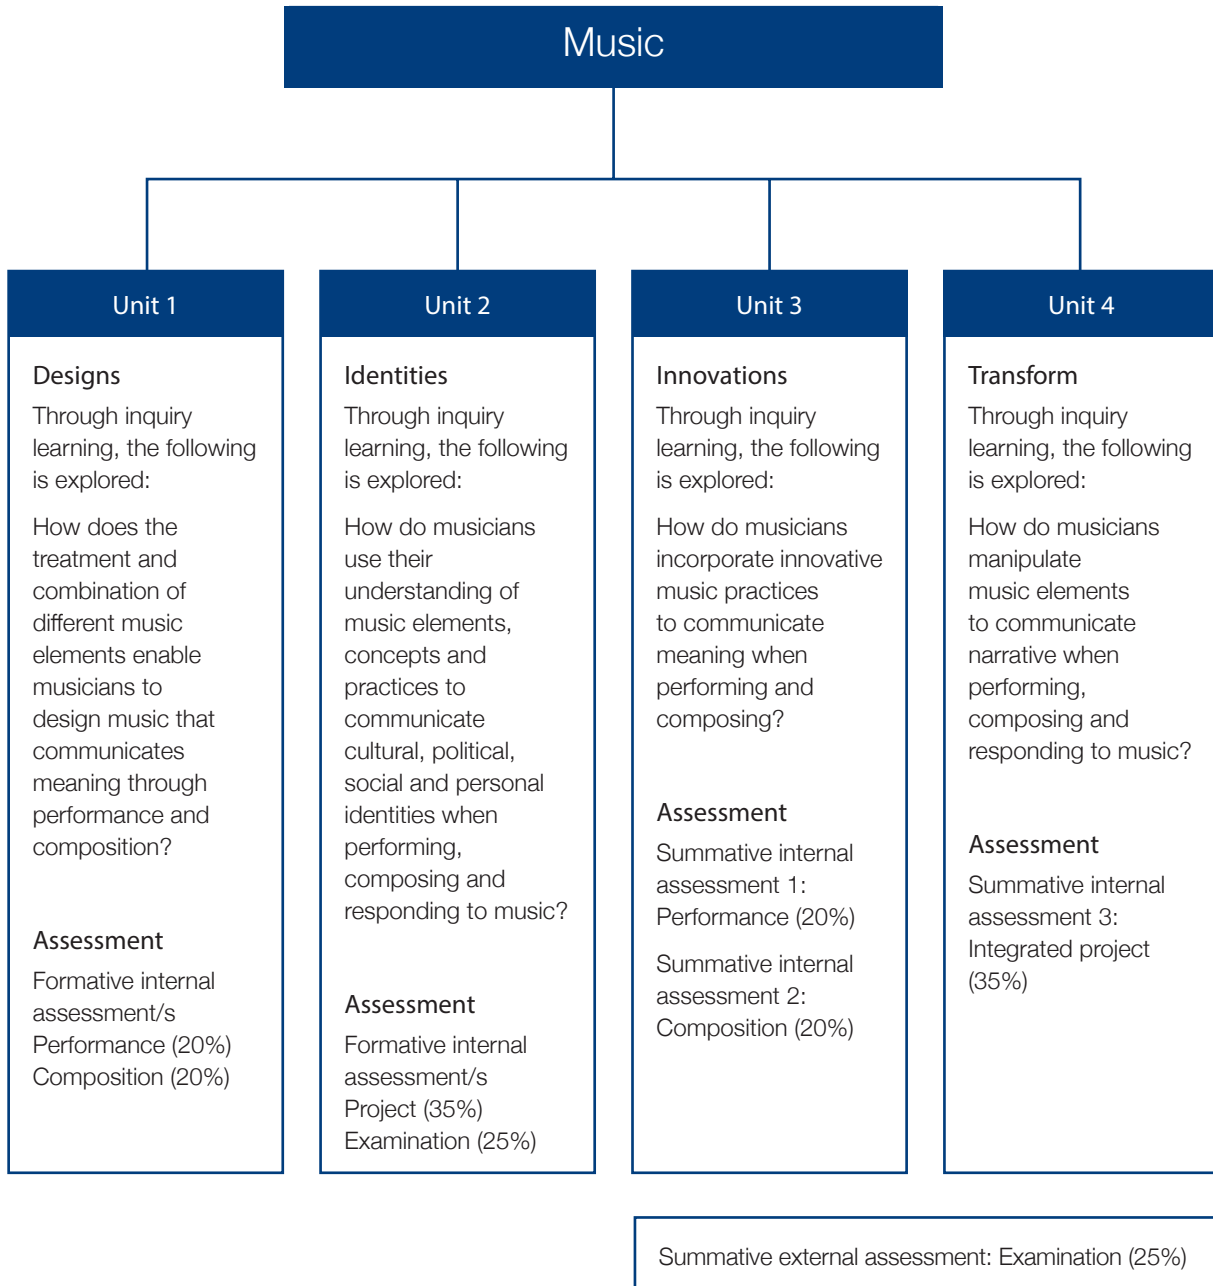 Music
Unit 1
Designs
Through inquiry
learning, the following
is explored:
How does the
treatment and
combination of
different music
elements enable
musicians to
design music that
communicates
meaning through
performance and
composition?
Assessment
Formative internal
assessment/s
Performance (20%)
Composition (20%)
Unit 2
Identities
Through inquiry
learning, the following
is explored:
How do musicians
use their
understanding of
music elements,
concepts and
practices to
communicate
cultural, political,
social and personal
identities when
performing,
composing and
responding to music?
Assessment
Formative internal
assessment/s
Project (35%)
Examination (25%)
Unit 3
Innovations
Through inquiry
learning, the following
is explored:
How do musicians
incorporate innovative
music practices
to communicate
meaning when
performing and
composing?
Assessment
Summative internal
assessment 1:
Performance (20%)
Summative internal
assessment 2:
Composition (20%)
Unit 4
Transform
Through inquiry
learning, the following
is explored:
How do musicians
manipulate
music elements
to communicate
narrative when
performing,
composing and
responding to music?
Assessment
Summative internal
assessment 3:
Integrated project
(35%)
Summative external assessment: Examination (25%)